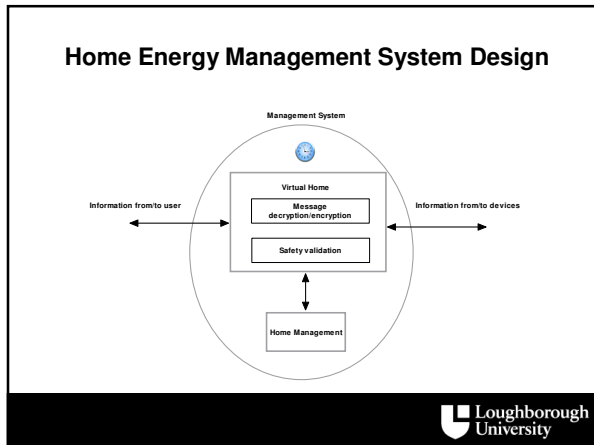 Home Energy Management System Design
Management System
Virtual Home
Information from/to user
Message
decryption/encryption
Information from/to devices
Safety validation
Home Management
Loughborough
University